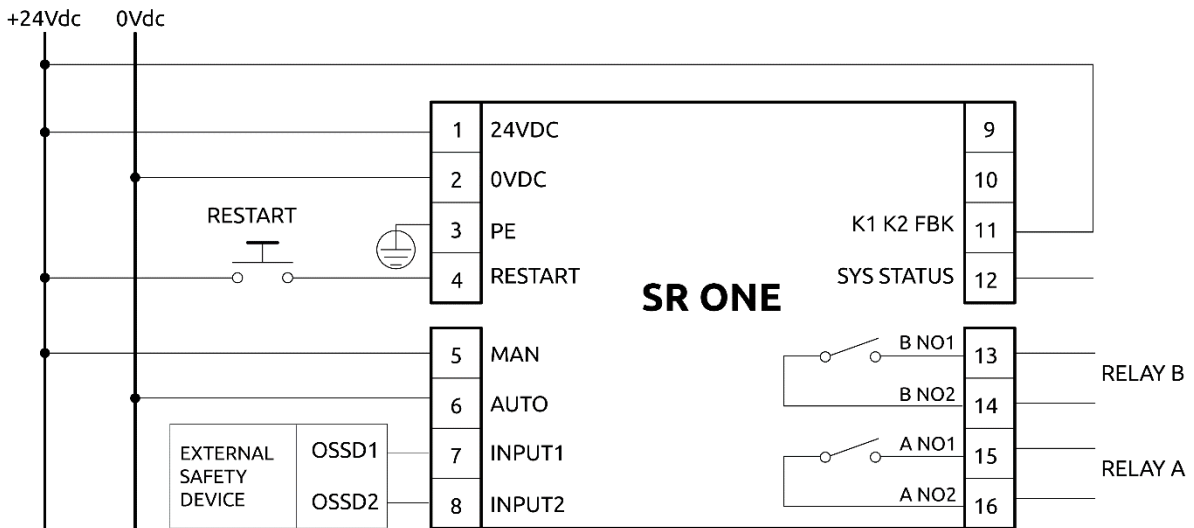 +24Vdc 0Vdc
1 24VDC 9
2 0VDC 10
RESTART
3 PE K1 K2 FBK 11
4 RESTART SYS STATUS 12
SR ONE
5 MAN B NO1 13
RELAY B
6 AUTO B NO2 14
EXTERNAL
SAFETY
DEVICE
OSSD1 7 INPUT1 A NO1 15
RELAY A
OSSD2 8 INPUT2 A NO2 16